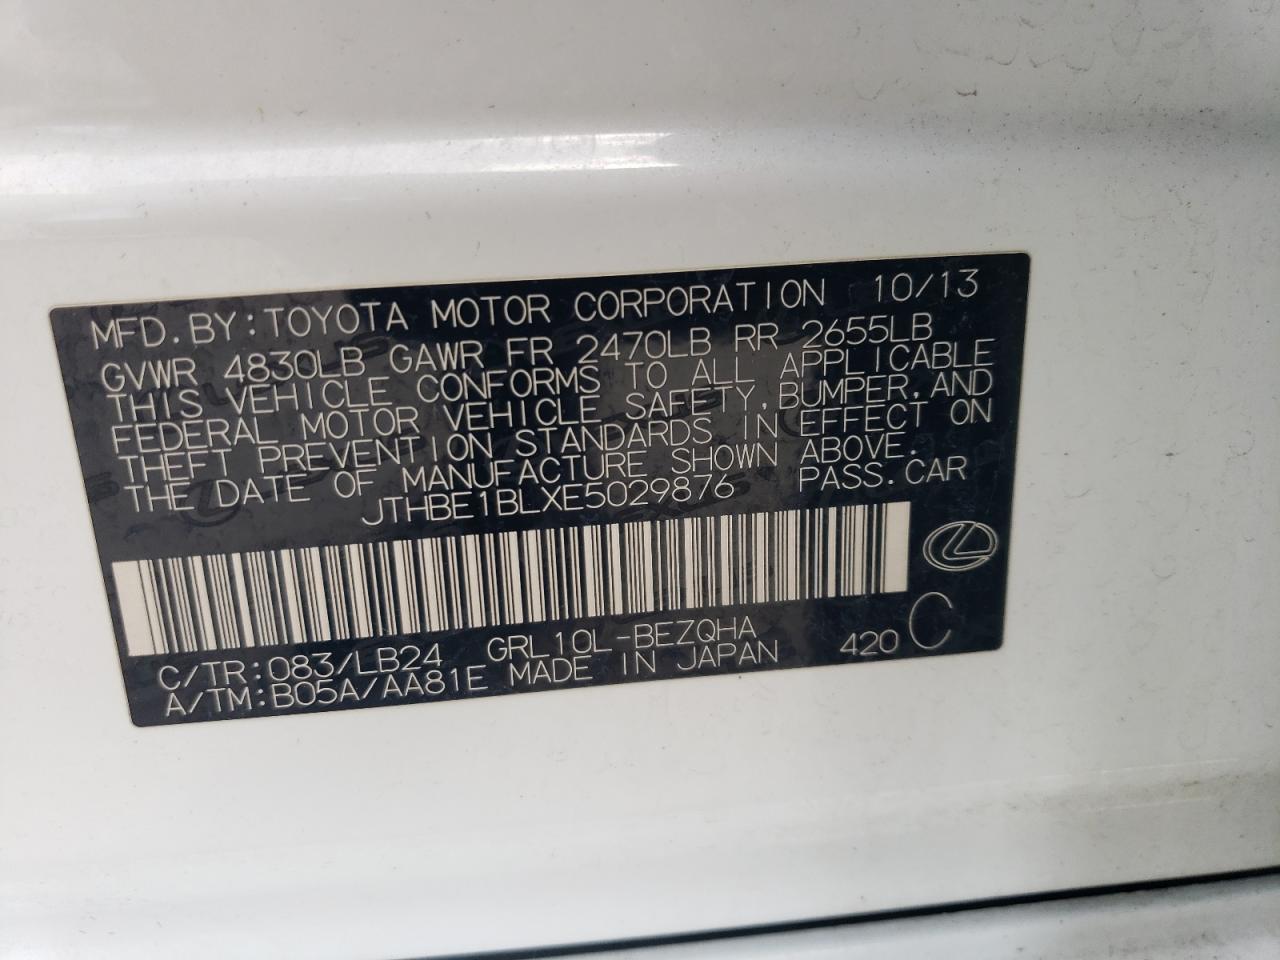 MFD. BY: TOYOTA MOTOR CORPORATION 10/13
GVWR 4830LB GAWR FR 2470LB RR 2655LB
THIS VEHICLE CONFORMS TO ALL APPLICABLE
FEDERAL MOTOR VEHICLE SAFETY, BUMPER, AND
THEFT PREVENTION STANDARDS IN EFFECT ON
THE DATE OF MANUFACTURE SHOWN ABOVE.
JTHBE1BLXE5029876 PASS. CAR
C/TR: 083/LB24 GRL10L-BEZQHA
A/TM: B05A/AA81E MADE IN JAPAN 420 C